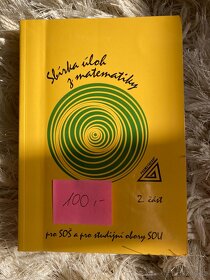 Sbírka úloh
z matematiky
100,-
2. část
pro SOŠ a pro studijní obory SOU